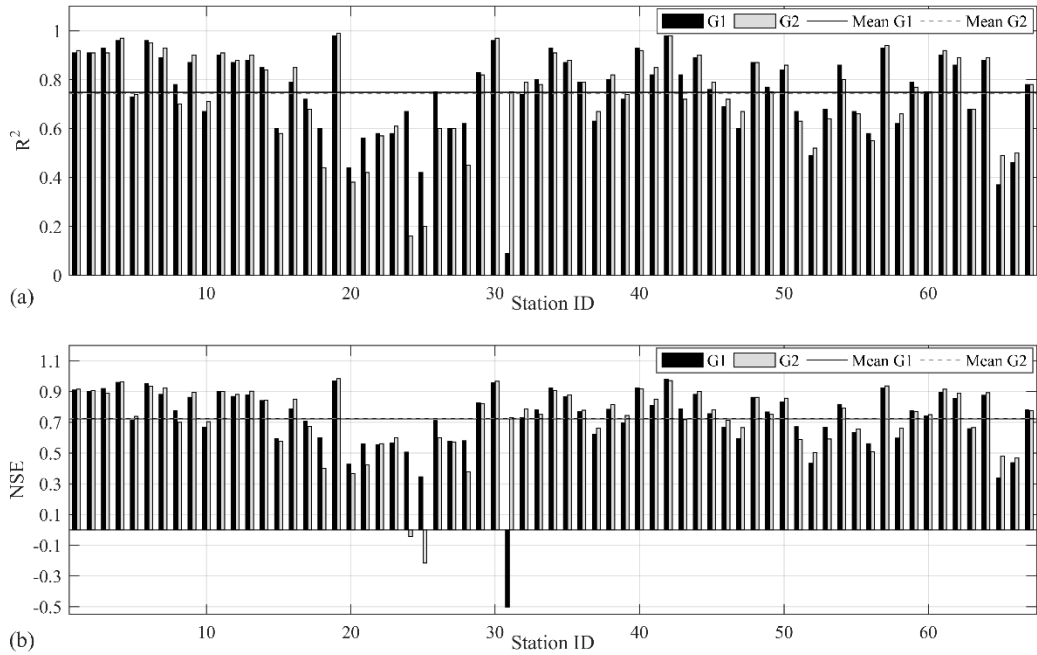 G1 G2 Mean G1 Mean G2
1
0.8
0.6
0.4
0.2
0
R²
10 20 30 40 50 60
(a)
Station ID
G1 G2 Mean G1 Mean G2
1.1
0.9
0.7
0.5
0.3
0.1
-0.1
-0.3
-0.5
NSE
10 20 30 40 50 60
(b)
Station ID